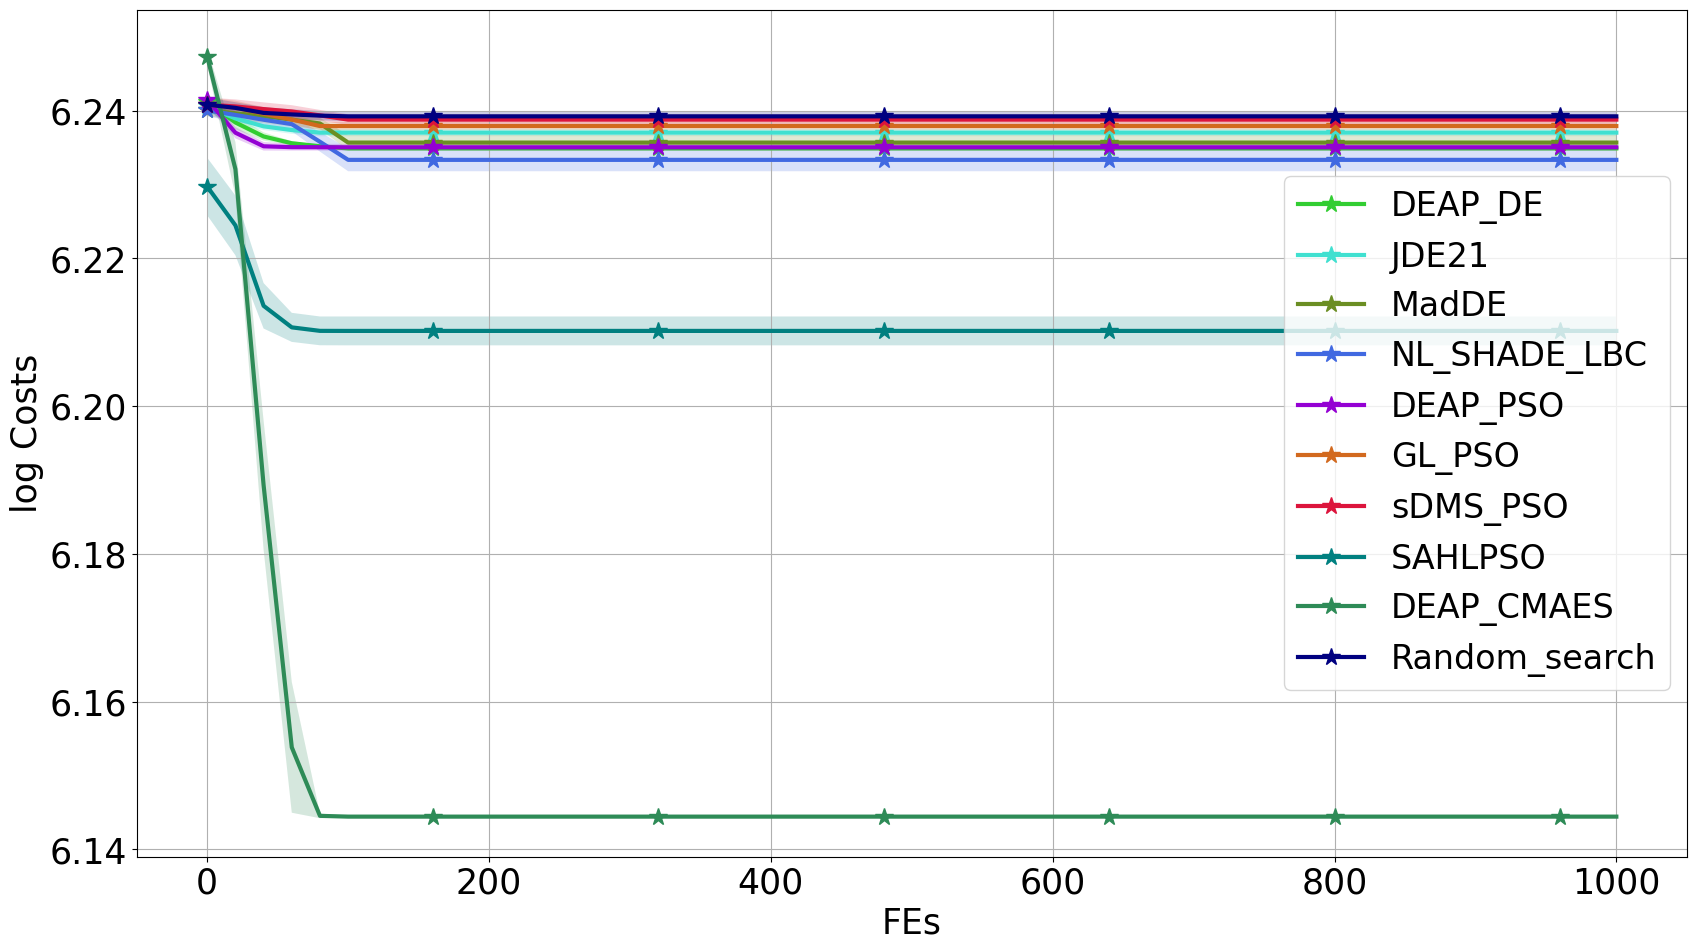 log Costs
6.24
6.22
6.20
6.18
6.16
6.14
0 200 400 600 800 1000
FEs
DEAP_DE
JDE21
MadDE
NL_SHADE_LBC
DEAP_PSO
GL_PSO
sDMS_PSO
SAHLPSO
DEAP_CMAES
Random_search